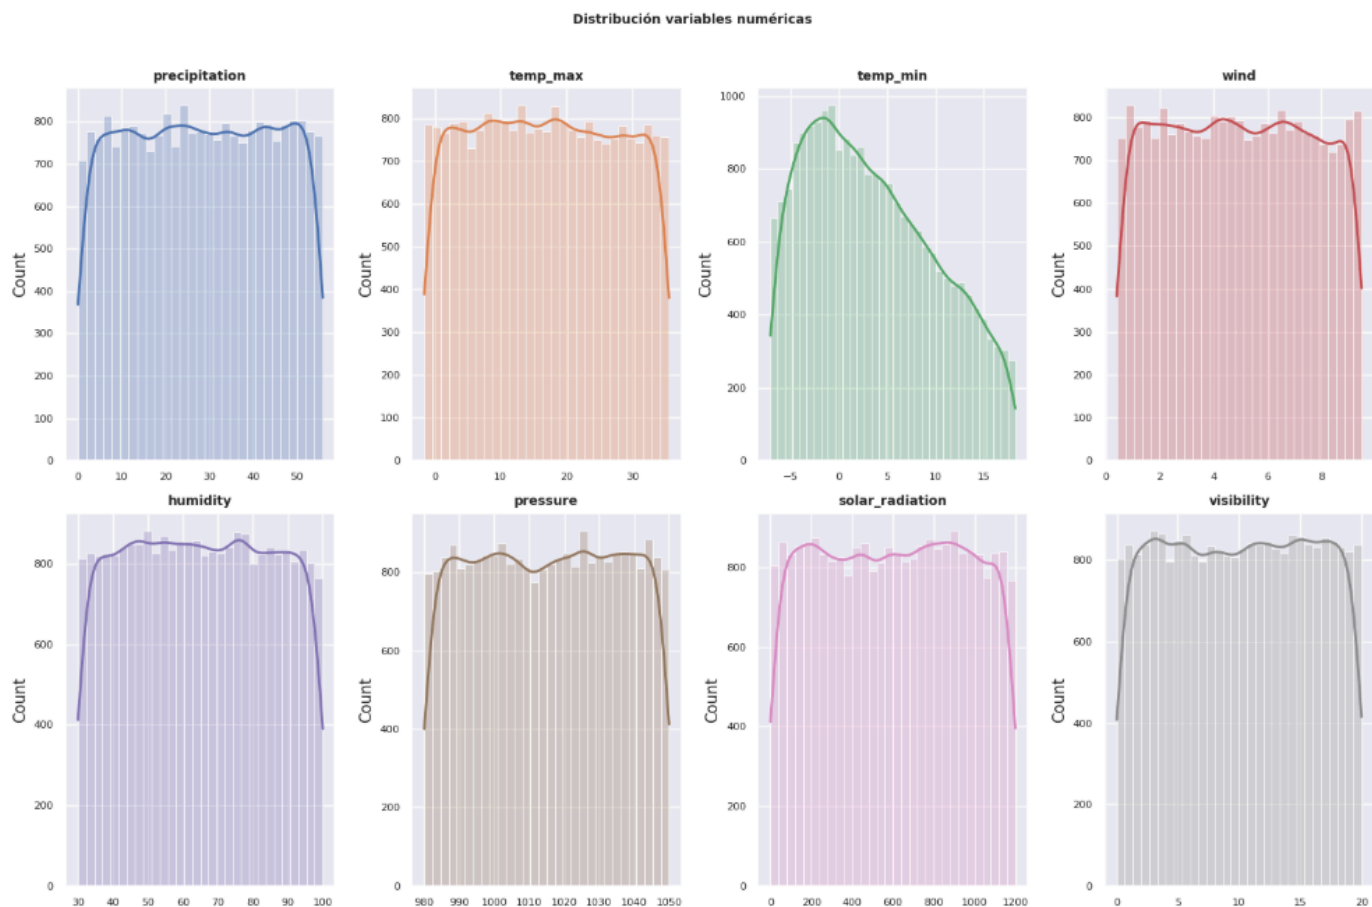 Distribución variables numéricas
precipitation
temp_max
temp_min
wind
Count
800
700
600
500
400
300
200
100
0
0 10 20 30 40 50
Count
800
700
600
500
400
300
200
100
0
0 10 20 30
Count
1000
800
600
400
200
0
−5 0 5 10 15
Count
800
700
600
500
400
300
200
100
0
0 2 4 6 8
humidity
pressure
solar_radiation
visibility
Count
800
600
400
200
0
30 40 50 60 70 80 90 100
Count
800
600
400
200
0
980 990 1000 1010 1020 1030 1040 1050
Count
800
600
400
200
0
0 200 400 600 800 1000 1200
Count
800
600
400
200
0
0 5 10 15 20